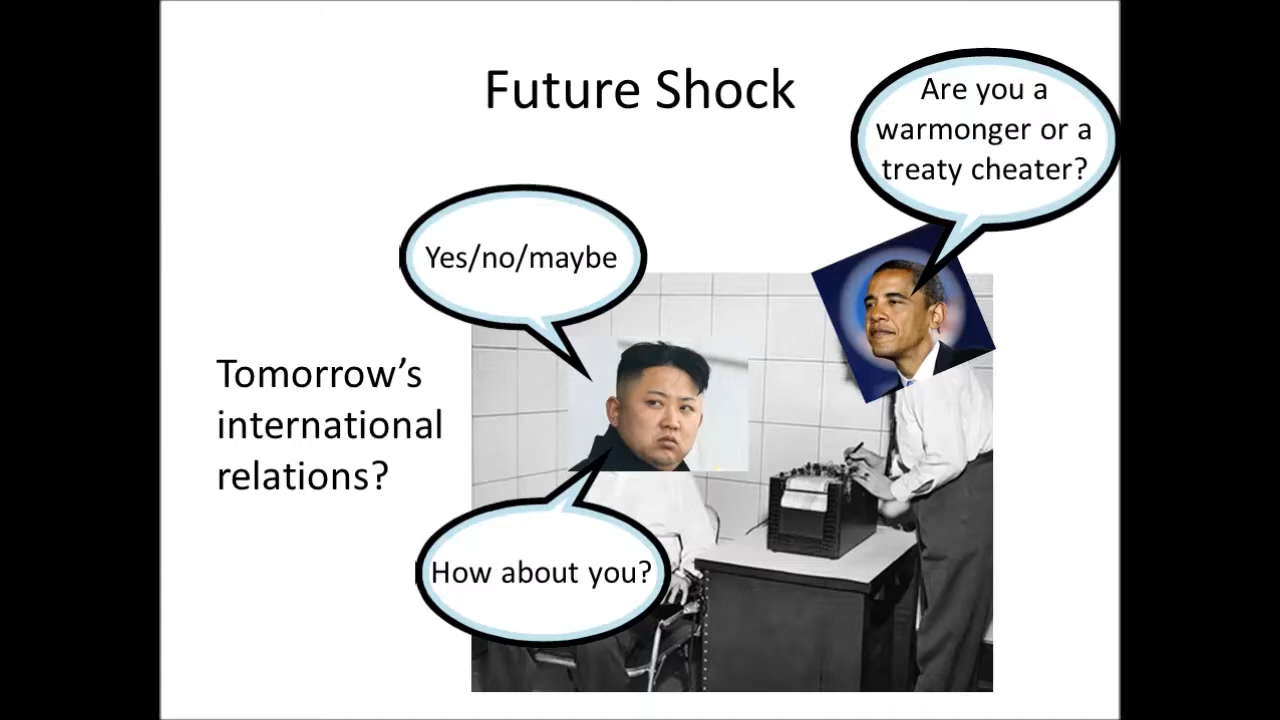 Future Shock
Are you a
warmonger or a
treaty cheater?
Yes/no/maybe
Tomorrow’s
international
relations?
How about you?